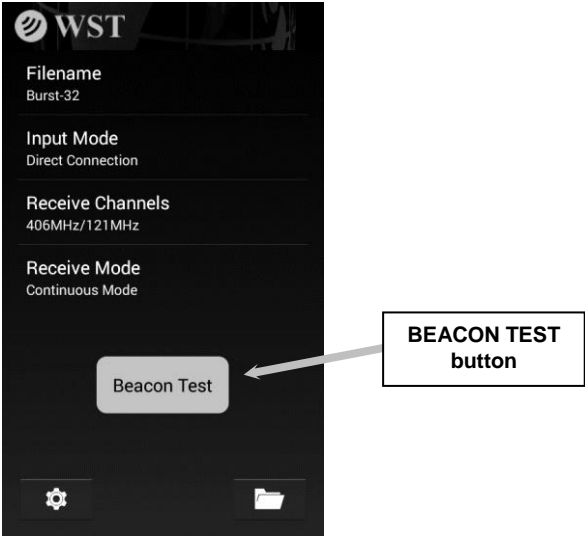 WST
Filename
Burst-32
Input Mode
Direct Connection
Receive Channels
406MHz/121MHz
Receive Mode
Continuous Mode
BEACON TEST
button
Beacon Test